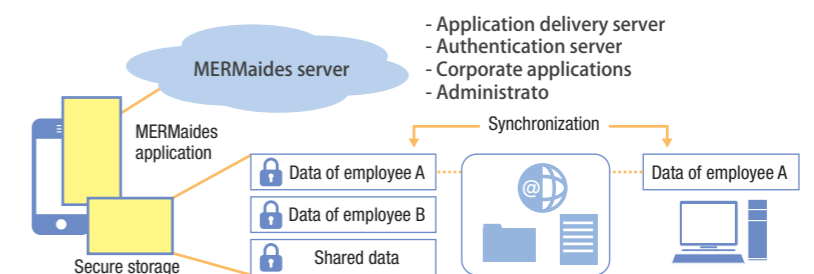 - Application delivery server
- Authentication server
- Corporate applications
- Administrato
MERMaides server
MERMaides
application
Synchronization
Data of employee A
Data of employee B
Shared data
@
Data of employee A
Secure storage